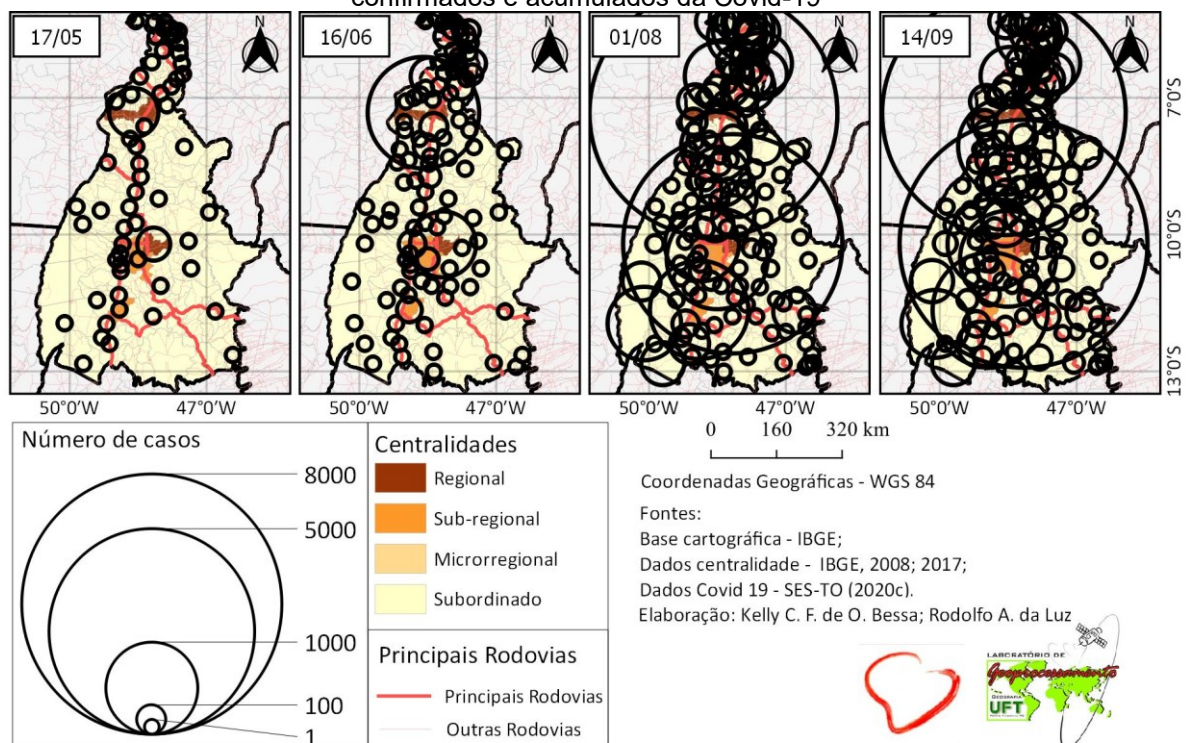 confirmados e acumulados da Covid-19
17/05
N
16/06
N
01/08
N
14/09
N
7°0'S
10°0'S
13°0'S
50°0'W
47°0'W
50°0'W
47°0'W
50°0'W
47°0'W
50°0'W
47°0'W
Número de casos
8000
5000
1000
100
1
Centralidades
Regional
Sub-regional
Microrregional
Subordinado
Principais Rodovias
Principais Rodovias
Outras Rodovias
0 160 320 km
Coordenadas Geográficas - WGS 84
Fontes:
Base cartográfica - IBGE;
Dados centralidade - IBGE, 2008; 2017;
Dados Covid 19 - SES-TO (2020c).
Elaboração: Kelly C. F. de O. Bessa; Rodolfo A. da Luz
LABORATÓRIO DE
Geoprocessamento
GEOGRAFIA
UFT